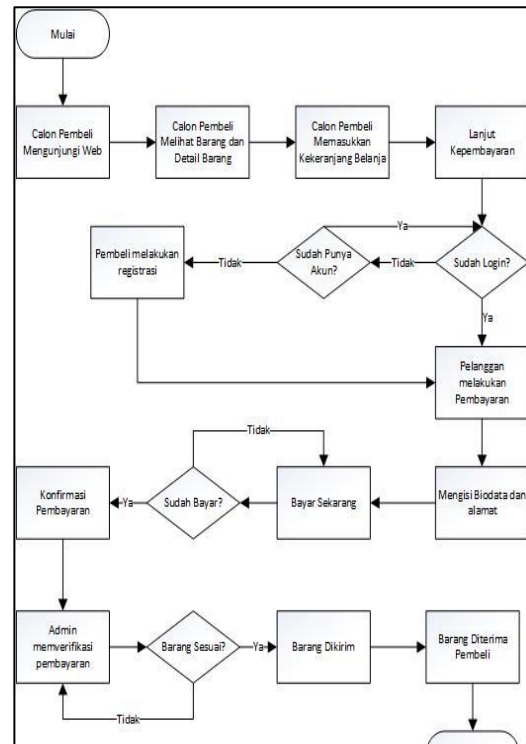 Mulai
Calon Pembeli
Mengunjungi Web
Calon Pembeli
Melihat Barang dan
Detail Barang
Calon Pembeli
Memasukkan
Kekeranjang Belanja
Lanjut
Kepembayaran
Ya
Pembeli melakukan
registrasi
Tidak
Sudah Punya
Akun?
Tidak
Sudah Login?
Ya
Pelanggan
melakukan
Pembayaran
Tidak
Konfirmasi
Pembayaran
Ya
Sudah Bayar?
Bayar Sekarang
Mengisi Biodata dan
alamat
Admin
memverifikasi
pembayaran
Barang Sesuai?
Ya
Barang Dikirim
Barang Diterima
Pembeli
Tidak